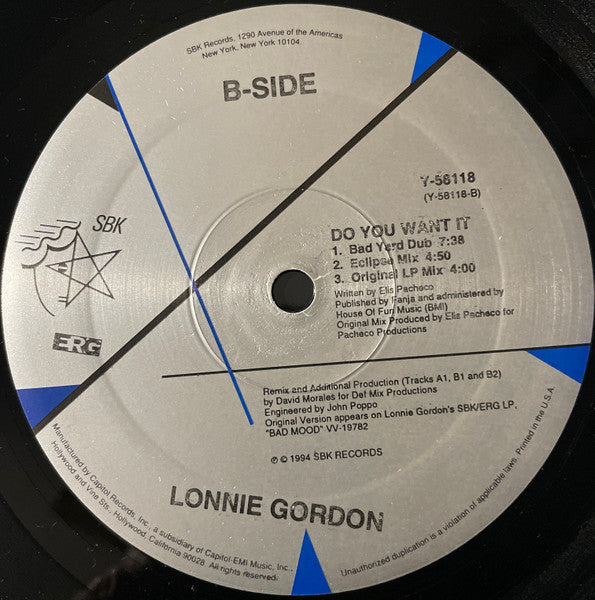 SBK Records, 1290 Avenue of the Americas
New York, New York 10104
B-SIDE
SBK
ERG
Y-58118
(Y-58118-B)
DO YOU WANT IT
1. Bad Yard Dub 7:38
2. Eclipse Mix 4:50
3. Original LP Mix 4:00
Written by Elis Pacheco
Published by Fanja and administered by
House Of Fun Music (BMI)
Original Mix Produced by Elis Pacheco for
Pacheco Productions
Remix and Additional Production (Tracks A1, B1 and B2)
by David Morales for Def Mix Productions
Engineered by John Poppo
Original Version appears on Lonnie Gordon's SBK/ERG LP,
"BAD MOOD" VV-19782
℗ © 1994 SBK RECORDS
LONNIE GORDON
Manufactured by Capitol Records, Inc., a subsidiary of Capitol-EMI Music, Inc.,
Hollywood and Vine Sts., Hollywood, California 90028. All rights reserved.
Unauthorized duplication is a violation of applicable laws. Printed in the U.S.A.